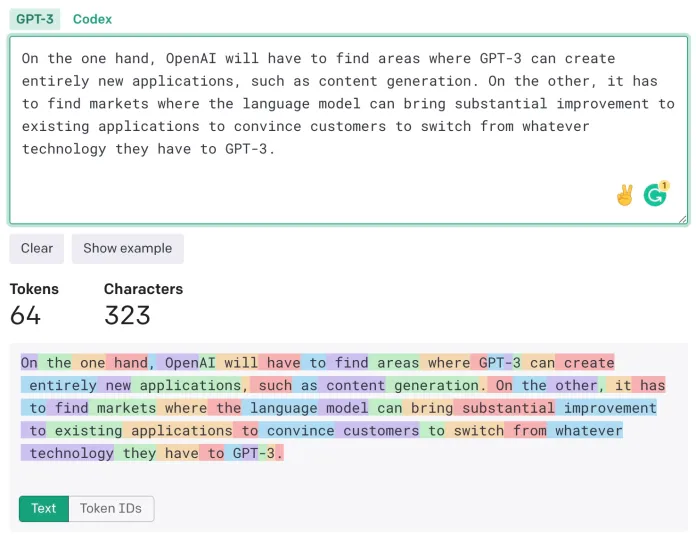 GPT-3 Codex
On the one hand, OpenAI will have to find areas where GPT-3 can create
entirely new applications, such as content generation. On the other, it has
to find markets where the language model can bring substantial improvement to
existing applications to convince customers to switch from whatever
technology they have to GPT-3.
1
Clear Show example
Tokens Characters
64 323
On the one hand, OpenAI will have to find areas where GPT-3 can create
entirely new applications, such as content generation. On the other, it has
to find markets where the language model can bring substantial improvement
to existing applications to convince customers to switch from whatever
technology they have to GPT-3.
Text Token IDs